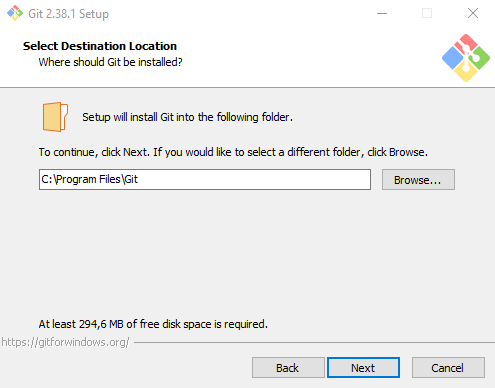 Git 2.38.1 Setup
Select Destination Location
Where should Git be installed?
Setup will install Git into the following folder.
To continue, click Next. If you would like to select a different folder, click Browse.
C:\Program Files\Git
Browse...
At least 294,6 MB of free disk space is required.
https://gitforwindows.org/
Back
Next
Cancel